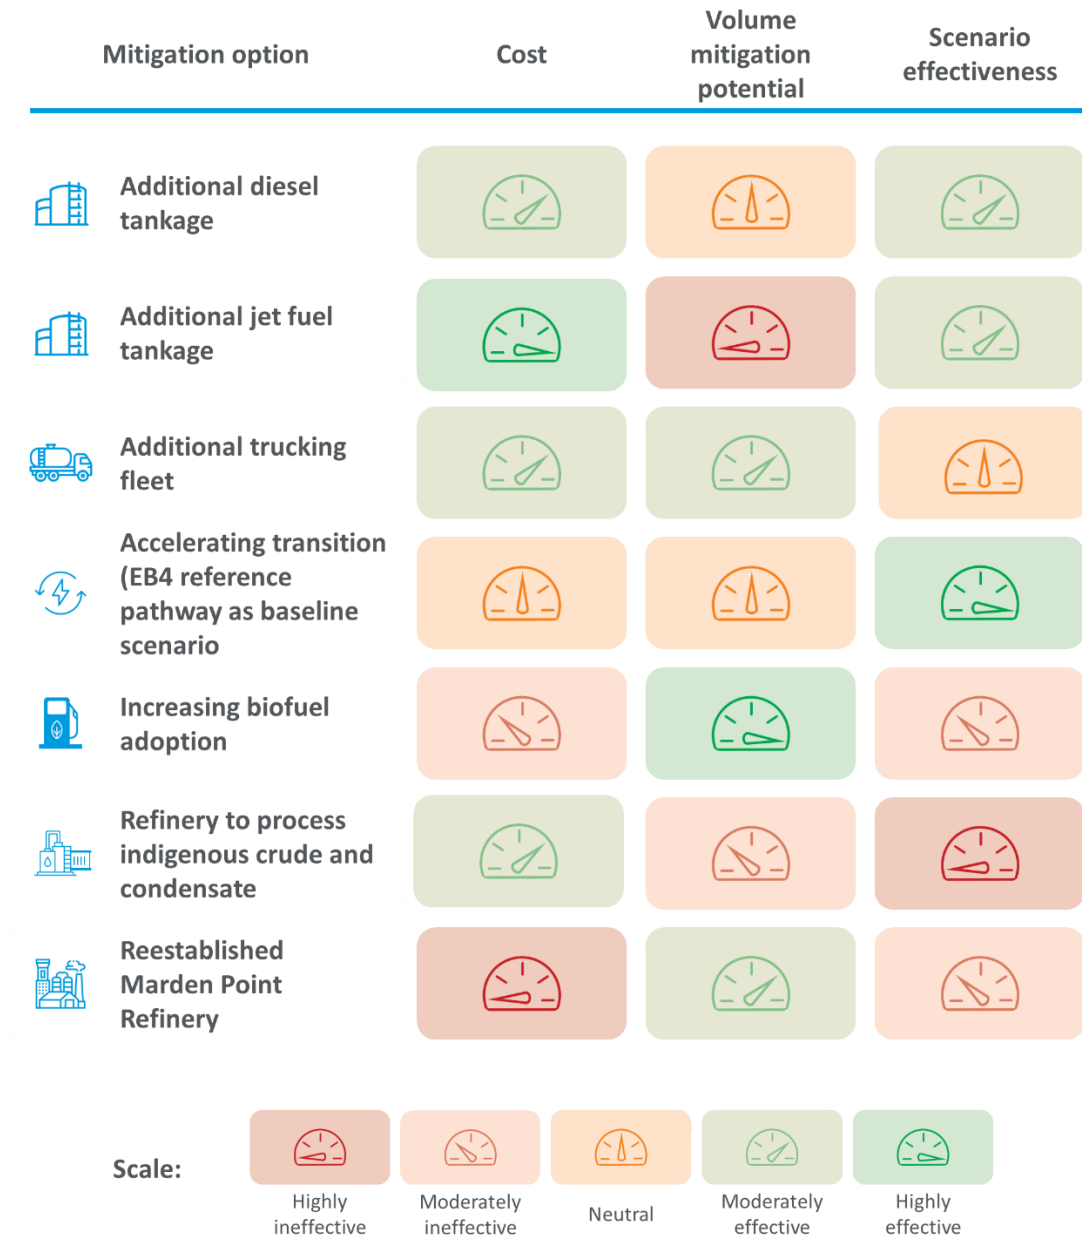 Mitigation option
Cost
Volume
mitigation
potential
Scenario
effectiveness
Additional diesel
tankage
Additional jet fuel
tankage
Additional trucking
fleet
Accelerating transition
(EB4 reference
pathway as baseline
scenario
Increasing biofuel
adoption
Refinery to process
indigenous crude and
condensate
Reestablished
Marden Point
Refinery
Scale:
Highly
ineffective
Moderately
ineffective
Neutral
Moderately
effective
Highly
effective